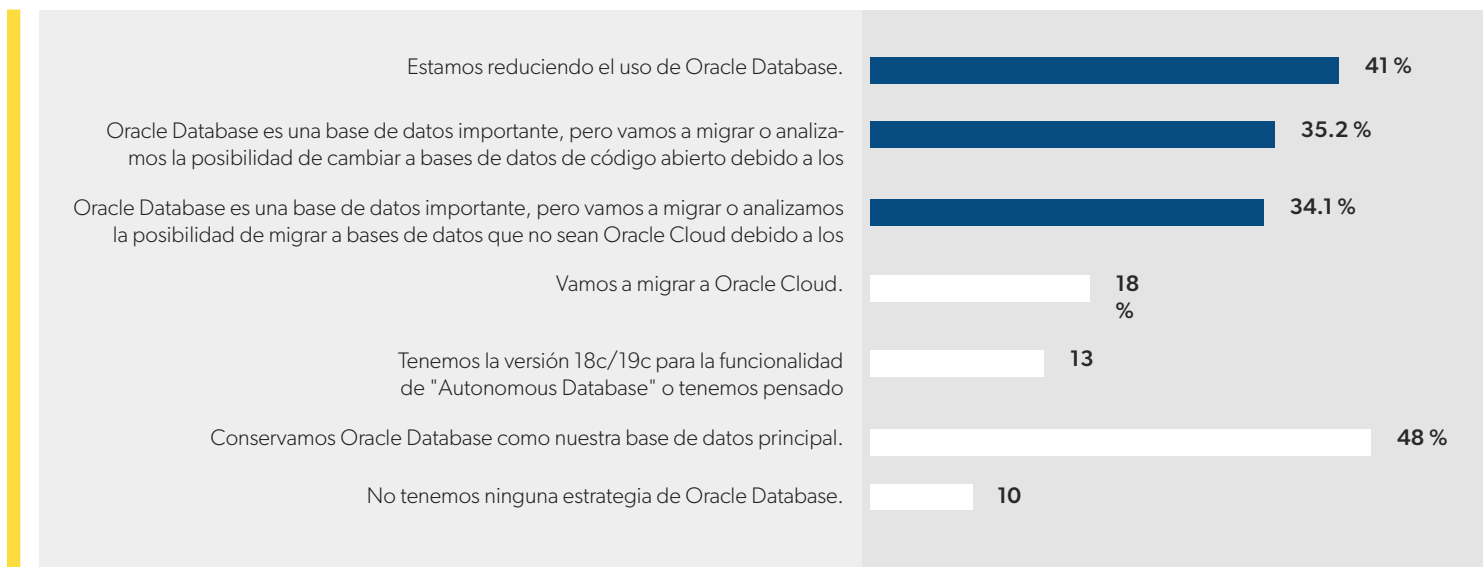 Estamos reduciendo el uso de Oracle Database.
41 %
Oracle Database es una base de datos importante, pero vamos a migrar o analiza-
mos la posibilidad de cambiar a bases de datos de código abierto debido a los
35.2 %
Oracle Database es una base de datos importante, pero vamos a migrar o analizamos
la posibilidad de migrar a bases de datos que no sean Oracle Cloud debido a los
34.1 %
Vamos a migrar a Oracle Cloud.
18
%
Tenemos la versión 18c/19c para la funcionalidad
de "Autonomous Database" o tenemos pensado
13
Conservamos Oracle Database como nuestra base de datos principal.
48 %
No tenemos ninguna estrategia de Oracle Database.
10